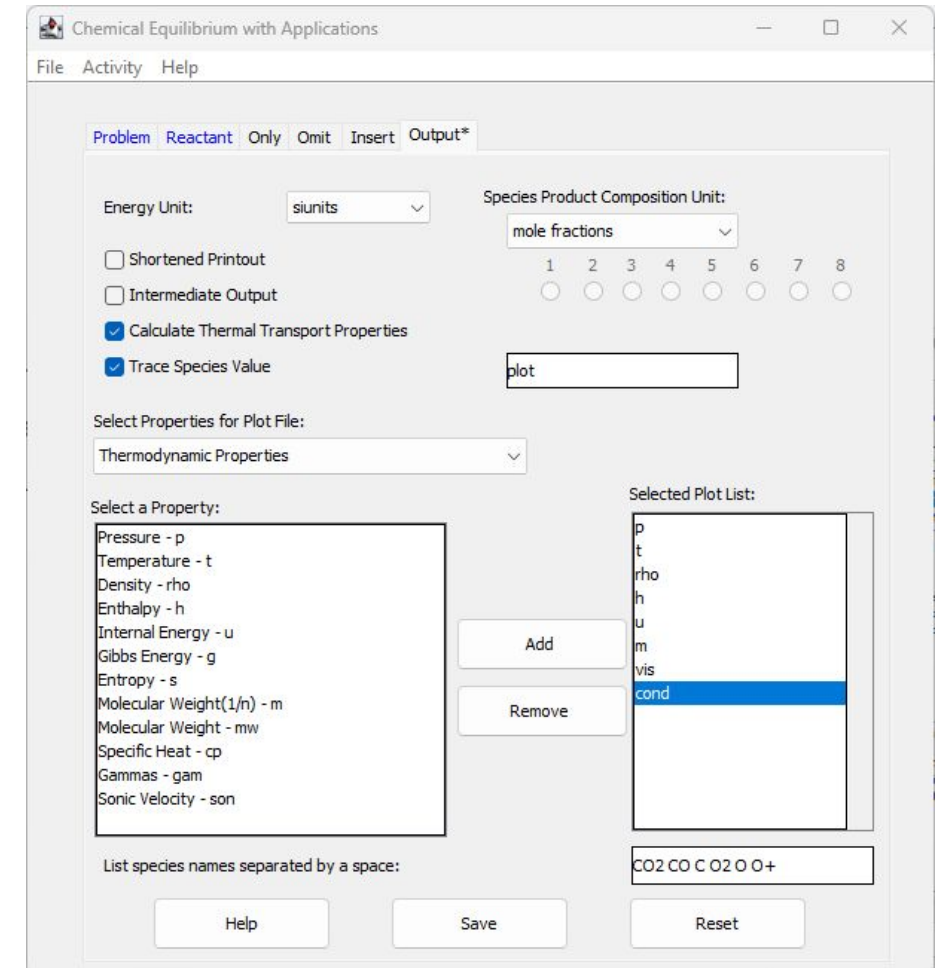 Chemical Equilibrium with Applications
File Activity Help
Problem Reactant Only Omit Insert Output*
Energy Unit: siunits
Species Product Composition Unit:
mole fractions
1 2 3 4 5 6 7 8
Shortened Printout
Intermediate Output
Calculate Thermal Transport Properties
Trace Species Value
plot
Select Properties for Plot File:
Thermodynamic Properties
Select a Property:
Pressure - p
Temperature - t
Density - rho
Enthalpy - h
Internal Energy - u
Gibbs Energy - g
Entropy - s
Molecular Weight(1/n) - m
Molecular Weight - mw
Specific Heat - cp
Gammas - gam
Sonic Velocity - son
Add
Remove
Selected Plot List:
p
t
rho
h
u
m
vis
cond
List species names separated by a space:
CO2 CO C O2 O O+
Help
Save
Reset